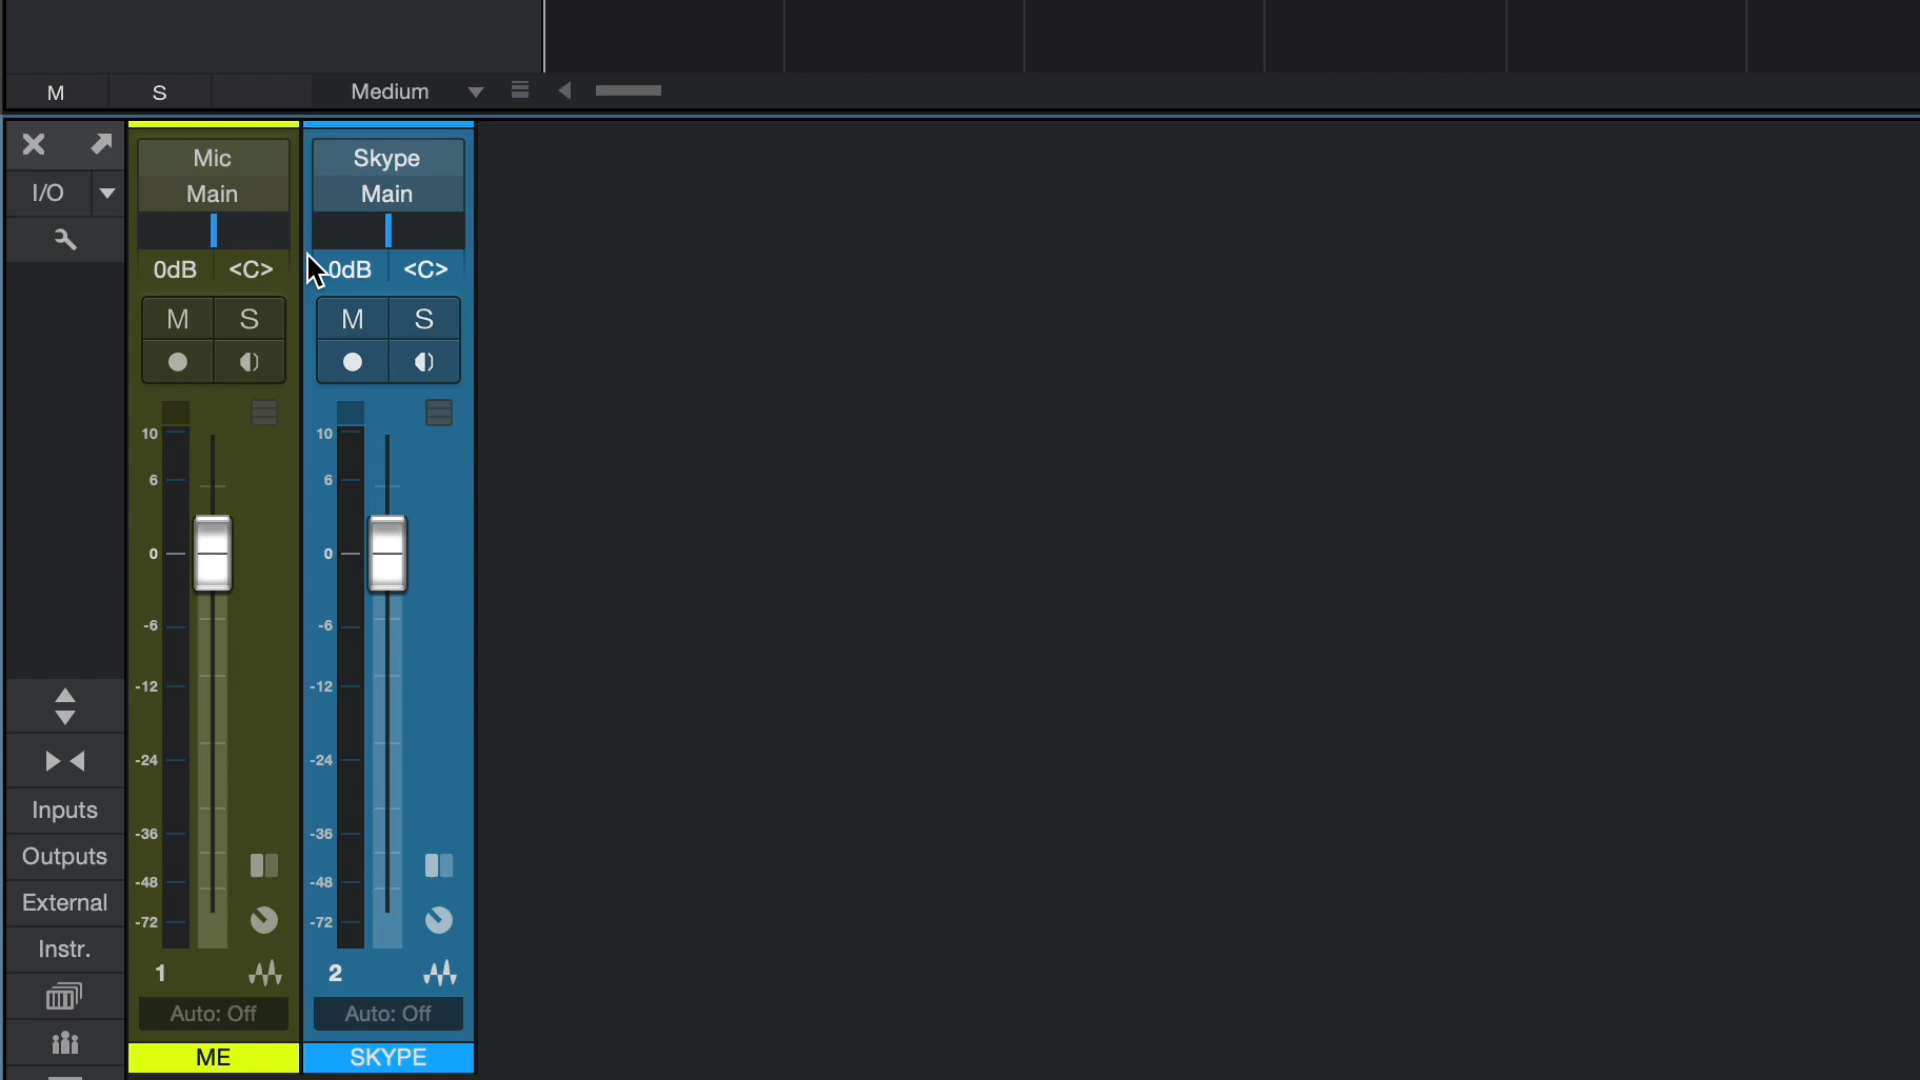 M S Medium
I/O
Mic
Main
0dB <C>
M S
10
6
0
-6
-12
-24
-36
-48
-72
1
Auto: Off
ME
Skype
Main
0dB <C>
M S
10
6
0
-6
-12
-24
-36
-48
-72
2
Auto: Off
SKYPE
Inputs
Outputs
External
Instr.